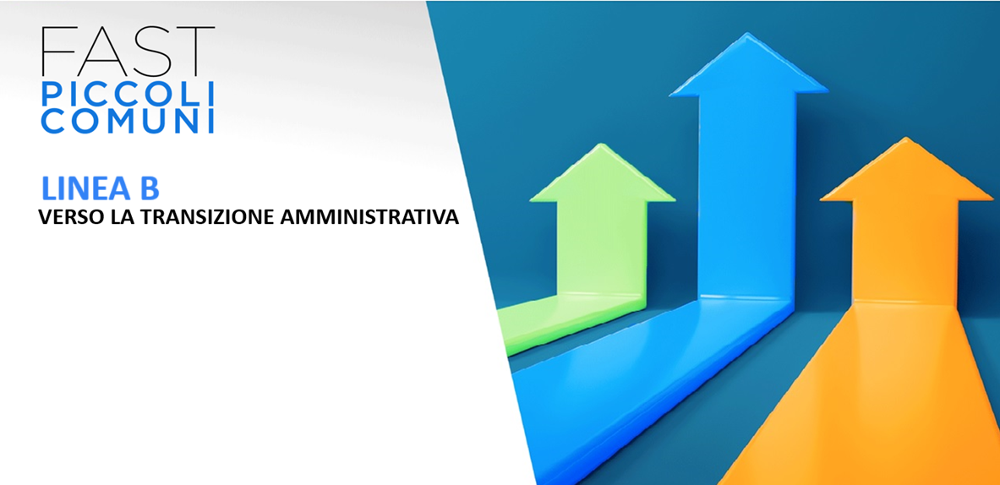 FAST
PICCOLI
COMUNI
LINEA B
VERSO LA TRANSIZIONE AMMINISTRATIVA